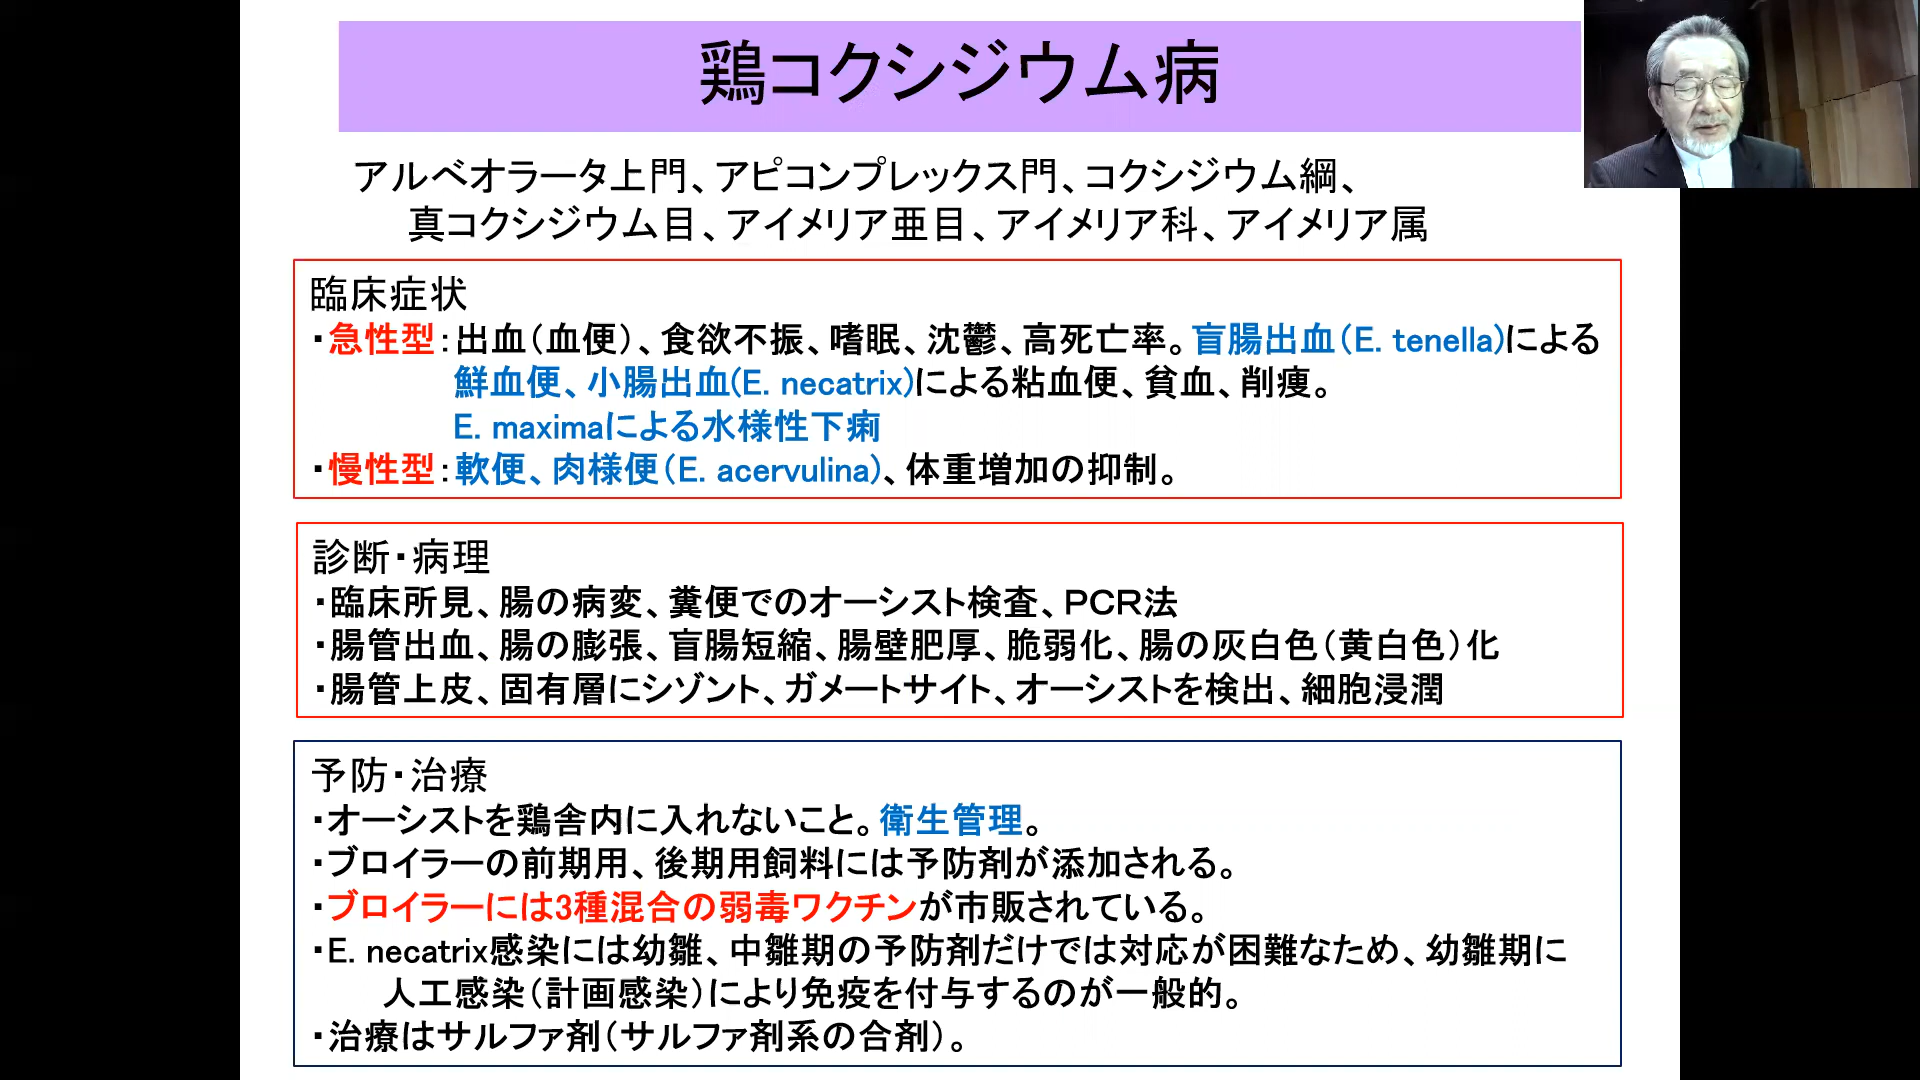 鶏コクシジウム病
アルベオラータ上門、アピコンプレックス門、コクシジウム綱、
真コクシジウム目、アイメリア亜目、アイメリア科、アイメリア属
臨床症状
・急性型：出血（血便）、食欲不振、嗜眠、沈鬱、高死亡率。盲腸出血（E. tenella)による
鮮血便、小腸出血(E. necatrix)による粘血便、貧血、削痩。
E. maximaによる水様性下痢
・慢性型：軟便、肉様便（E. acervulina)、体重増加の抑制。
診断・病理
・臨床所見、腸の病変、糞便でのオーシスト検査、PCR法
・腸管出血、腸の膨張、盲腸短縮、腸壁肥厚、脆弱化、腸の灰白色（黄白色）化
・腸管上皮、固有層にシゾント、ガメートサイト、オーシストを検出、細胞浸潤
予防・治療
・オーシストを鶏舎内に入れないこと。衛生管理。
・ブロイラーの前期用、後期用飼料には予防剤が添加される。
・ブロイラーには3種混合の弱毒ワクチンが市販されている。
・E. necatrix感染には幼雛、中雛期の予防剤だけでは対応が困難なため、幼雛期に
人工感染（計画感染）により免疫を付与するのが一般的。
・治療はサルファ剤（サルファ剤系の合剤）。